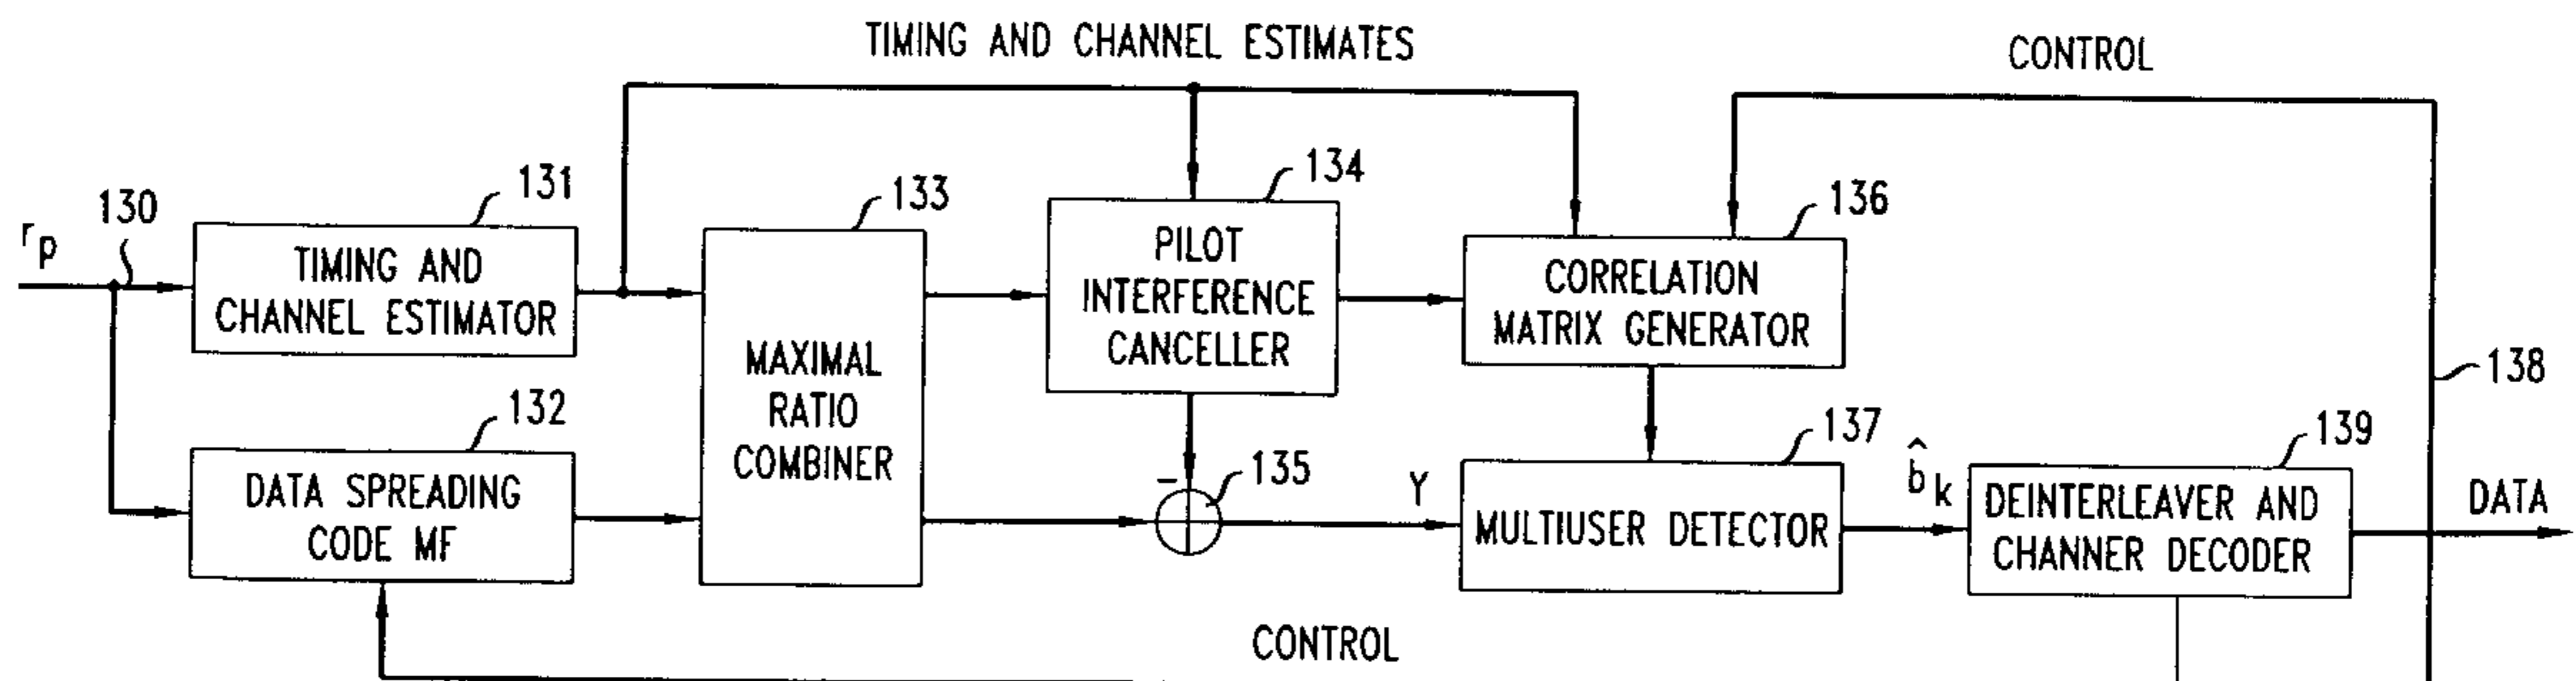 TIMING AND CHANNEL ESTIMATES
CONTROL
r_p
130
131
TIMING AND
CHANNEL ESTIMATOR
132
DATA SPREADING
CODE MF
133
MAXIMAL
RATIO
COMBINER
134
PILOT
INTERFERENCE
CANCELLER
-
135
136
CORRELATION
MATRIX GENERATOR
Y
137
MULTIUSER DETECTOR
b̂_k
139
DEINTERLEAVER AND
CHANNER DECODER
138
DATA
CONTROL